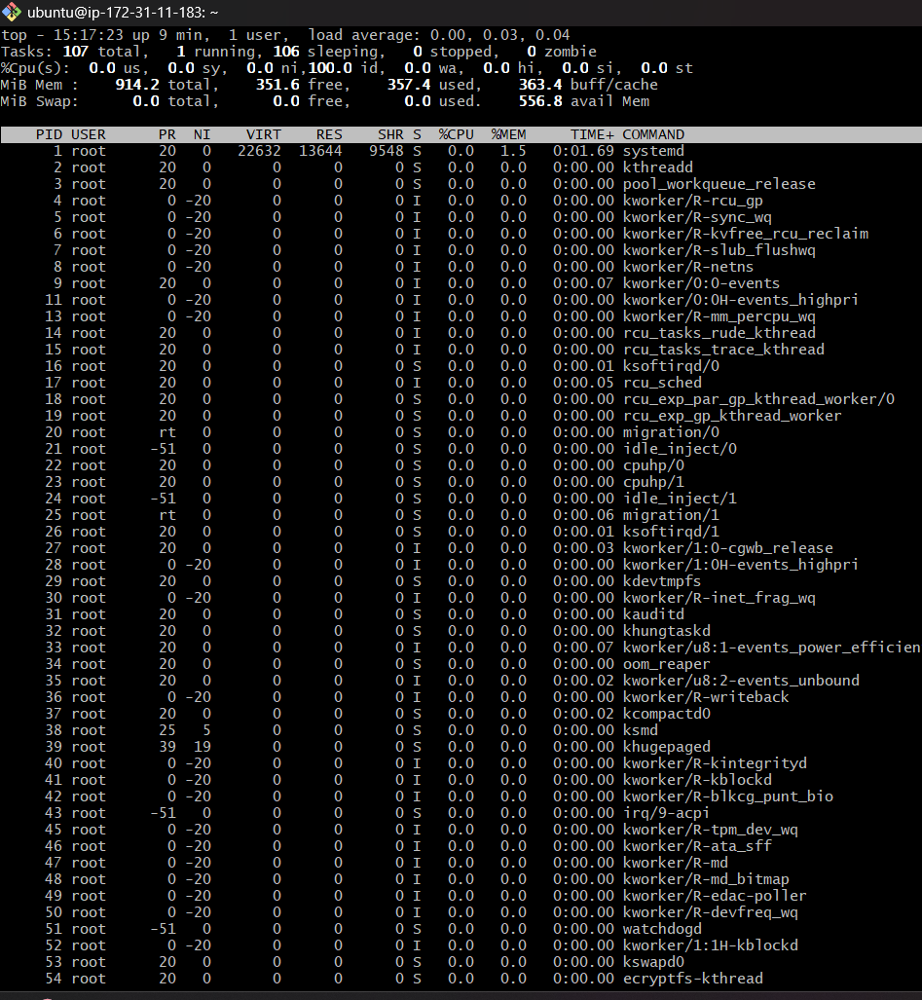 ubuntu@ip-172-31-11-183: ~
top - 15:17:23 up 9 min,  1 user,  load average: 0.00, 0.03, 0.04
Tasks: 107 total,   1 running, 106 sleeping,   0 stopped,   0 zombie
%Cpu(s):  0.0 us,  0.0 sy,  0.0 ni,100.0 id,  0.0 wa,  0.0 hi,  0.0 si,  0.0 st
MiB Mem :    914.2 total,    351.6 free,    357.4 used,    363.4 buff/cache
MiB Swap:      0.0 total,      0.0 free,      0.0 used.    556.8 avail Mem
PID USER      PR  NI    VIRT    RES    SHR S  %CPU  %MEM     TIME+ COMMAND
1 root      20   0   22632  13644   9548 S   0.0   1.5   0:01.69 systemd
2 root      20   0       0      0      0 S   0.0   0.0   0:00.00 kthreadd
3 root      20   0       0      0      0 S   0.0   0.0   0:00.00 pool_workqueue_release
4 root       0 -20       0      0      0 I   0.0   0.0   0:00.00 kworker/R-rcu_gp
5 root       0 -20       0      0      0 I   0.0   0.0   0:00.00 kworker/R-sync_wq
6 root       0 -20       0      0      0 I   0.0   0.0   0:00.00 kworker/R-kvfree_rcu_reclaim
7 root       0 -20       0      0      0 I   0.0   0.0   0:00.00 kworker/R-slub_flushwq
8 root       0 -20       0      0      0 I   0.0   0.0   0:00.00 kworker/R-netns
9 root      20   0       0      0      0 I   0.0   0.0   0:00.07 kworker/0:0-events
11 root       0 -20       0      0      0 I   0.0   0.0   0:00.00 kworker/0:0H-events_highpri
13 root       0 -20       0      0      0 I   0.0   0.0   0:00.00 kworker/R-mm_percpu_wq
14 root      20   0       0      0      0 I   0.0   0.0   0:00.00 rcu_tasks_rude_kthread
15 root      20   0       0      0      0 I   0.0   0.0   0:00.00 rcu_tasks_trace_kthread
16 root      20   0       0      0      0 S   0.0   0.0   0:00.01 ksoftirqd/0
17 root      20   0       0      0      0 I   0.0   0.0   0:00.05 rcu_sched
18 root      20   0       0      0      0 S   0.0   0.0   0:00.00 rcu_exp_par_gp_kthread_worker/0
19 root      20   0       0      0      0 S   0.0   0.0   0:00.00 rcu_exp_gp_kthread_worker
20 root      rt   0       0      0      0 S   0.0   0.0   0:00.00 migration/0
21 root     -51   0       0      0      0 S   0.0   0.0   0:00.00 idle_inject/0
22 root      20   0       0      0      0 S   0.0   0.0   0:00.00 cpuhp/0
23 root      20   0       0      0      0 S   0.0   0.0   0:00.00 cpuhp/1
24 root     -51   0       0      0      0 S   0.0   0.0   0:00.00 idle_inject/1
25 root      rt   0       0      0      0 S   0.0   0.0   0:00.06 migration/1
26 root      20   0       0      0      0 S   0.0   0.0   0:00.01 ksoftirqd/1
27 root      20   0       0      0      0 I   0.0   0.0   0:00.03 kworker/1:0-cgwb_release
28 root       0 -20       0      0      0 I   0.0   0.0   0:00.00 kworker/1:0H-events_highpri
29 root      20   0       0      0      0 S   0.0   0.0   0:00.00 kdevtmpfs
30 root       0 -20       0      0      0 I   0.0   0.0   0:00.00 kworker/R-inet_frag_wq
31 root      20   0       0      0      0 S   0.0   0.0   0:00.00 kauditd
32 root      20   0       0      0      0 S   0.0   0.0   0:00.00 khungtaskd
33 root      20   0       0      0      0 I   0.0   0.0   0:00.07 kworker/u8:1-events_power_efficien
34 root      20   0       0      0      0 S   0.0   0.0   0:00.00 oom_reaper
35 root      20   0       0      0      0 I   0.0   0.0   0:00.02 kworker/u8:2-events_unbound
36 root       0 -20       0      0      0 I   0.0   0.0   0:00.00 kworker/R-writeback
37 root      20   0       0      0      0 S   0.0   0.0   0:00.02 kcompactd0
38 root      25   5       0      0      0 S   0.0   0.0   0:00.00 ksmd
39 root      39  19       0      0      0 S   0.0   0.0   0:00.00 khugepaged
40 root       0 -20       0      0      0 I   0.0   0.0   0:00.00 kworker/R-kintegrityd
41 root       0 -20       0      0      0 I   0.0   0.0   0:00.00 kworker/R-kblockd
42 root       0 -20       0      0      0 I   0.0   0.0   0:00.00 kworker/R-blkcg_punt_bio
43 root     -51   0       0      0      0 S   0.0   0.0   0:00.00 irq/9-acpi
45 root       0 -20       0      0      0 I   0.0   0.0   0:00.00 kworker/R-tpm_dev_wq
46 root       0 -20       0      0      0 I   0.0   0.0   0:00.00 kworker/R-ata_sff
47 root       0 -20       0      0      0 I   0.0   0.0   0:00.00 kworker/R-md
48 root       0 -20       0      0      0 I   0.0   0.0   0:00.00 kworker/R-md_bitmap
49 root       0 -20       0      0      0 I   0.0   0.0   0:00.00 kworker/R-edac-poller
50 root       0 -20       0      0      0 I   0.0   0.0   0:00.00 kworker/R-devfreq_wq
51 root     -51   0       0      0      0 S   0.0   0.0   0:00.00 watchdogd
52 root       0 -20       0      0      0 I   0.0   0.0   0:00.00 kworker/1:1H-kblockd
53 root      20   0       0      0      0 S   0.0   0.0   0:00.00 kswapd0
54 root      20   0       0      0      0 S   0.0   0.0   0:00.00 ecryptfs-kthread